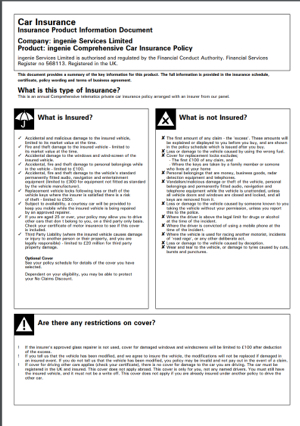 Car Insurance
Insurance Product Information Document
Company: ingenie Services Limited
Product: ingenie Comprehensive Car Insurance Policy
ingenie Services Limited is authorised and regulated by the Financial Conduct Authority. Financial Services
Register no 568113. Registered in the UK.
This document provides a summary of the key information for this product. The full information is provided in the insurance schedule,
certificate, policy wording and terms of business agreement.
What is this type of Insurance?
This is an annual Comprehensive telematics private car insurance policy arranged with an insurer from our panel.
What is Insured?
✓ Accidental and malicious damage to the insured vehicle,
limited to its market value at the time.
✓ Fire and theft damage to the insured vehicle - limited to
its market value at the time.
✓ Accidental damage to the windows and windscreen of the
insured vehicle.
✓ Accidental, fire and theft damage to personal belongings while
in the vehicle - limited to £100.
✓ Accidental, fire and theft damage to the vehicle's standard
permanently fitted audio, navigation and entertainment
equipment (limited to £300 for equipment not fitted as standard
by the vehicle manufacturer).
✓ Replacement vehicle locks following loss or theft of the
vehicle keys where the insurer is satisfied there is a risk
of theft - limited to £300.
✓ Subject to availability, a courtesy car will be provided to
keep you mobile while the insured vehicle is being repaired
by an approved repairer.
✓ If you are aged 25 or over, your policy may allow you to drive
other cars that don't belong to you, on a third party only basis.
Check your certificate of motor insurance to see if this cover
is included.
✓ Third Party Liability (where the insured vehicle causes damage
or injury to another person or their property, and you are
legally responsible) - limited to £20 million for third party
property damage.
Optional Cover
See your policy schedule for details of the cover you have
selected.
Dependent on your eligibility, you may be able to protect
your No Claims Discount.
What is not Insured?
✘ The first amount of any claim - the 'excess'. These amounts will
be explained or displayed to you before you buy, and are shown
in the policy schedule which is issued after you buy.
✘ Loss or damage to the vehicle caused by using the wrong fuel.
✘ Cover for replacement locks excludes;
- The first £100 of any claim, and
- Where the keys are taken by a family member or someone
who lives at your home
✘ Personal belongings that are money, business goods, radar
detection equipment and telephones.
✘ Vandalism/malicious damage or theft of the vehicle, personal
belongings and permanently fitted audio, navigation and
telephone equipment while the vehicle is unattended, unless
all vehicle doors and windows are closed and locked, and all
keys are removed from it.
✘ Loss or damage to the vehicle caused by someone known to you
taking the vehicle without your permission, unless you report
this to the police.
✘ Where the driver is above the legal limit for drugs or alcohol
at the time of the incident.
✘ Where the driver is convicted of using a mobile phone at the
time of the incident.
✘ Where the vehicle is used for racing another motorist, incidents
of 'road rage', or any other deliberate act.
✘ Loss or damage to the vehicle caused by deception.
✘ Wear and tear to the vehicle, or damage to tyres caused by cuts,
bursts and punctures.
Are there any restrictions on cover?
! If the insurer's approved glass repairer is not used, cover for damaged windows and windscreens will be limited to £100 after deduction
of the excess.
! If you tell us that the vehicle has been modified, and we agree to insure the vehicle, the modifications will not be replaced if damaged in
an insured event. If you do not tell us that the vehicle has been modified, your policy may be invalid and not pay out in the event of a claim.
! If cover for driving other cars applies (check your certificate), there is no cover for damage to the car you are driving. The car must be
registered in the UK and insured. This cover does not apply abroad. This cover is only for you, not any named drivers. You must still have
the insured vehicle, and it must not be a write off. This cover does not apply if you are already insured under another policy to drive the
other car.